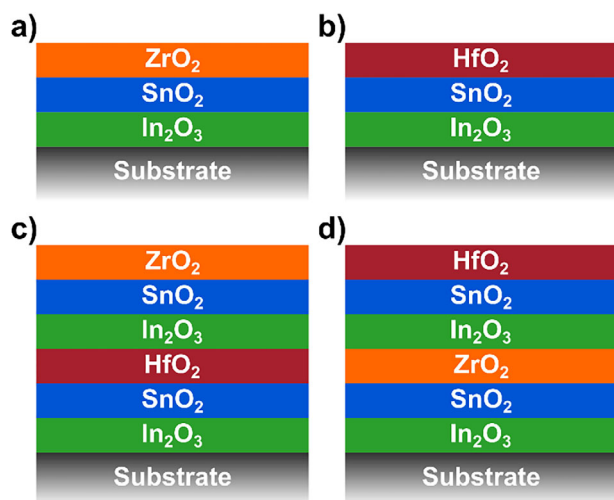 a)
ZrO₂
SnO₂
In₂O₃
Substrate
b)
HfO₂
SnO₂
In₂O₃
Substrate
c)
ZrO₂
SnO₂
In₂O₃
HfO₂
SnO₂
In₂O₃
Substrate
d)
HfO₂
SnO₂
In₂O₃
ZrO₂
SnO₂
In₂O₃
Substrate